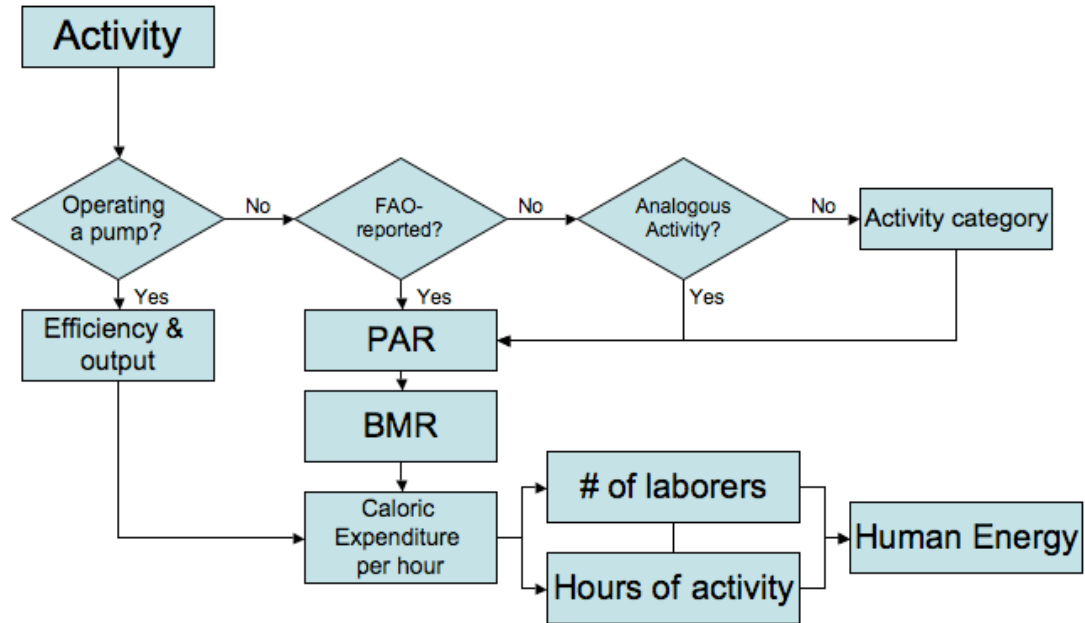 Activity
Operating
a pump?
No
FAO-
reported?
No
Analogous
Activity?
No
Activity category
Yes
Yes
Yes
Efficiency &
output
PAR
BMR
Caloric
Expenditure
per hour
# of laborers
Hours of activity
Human Energy